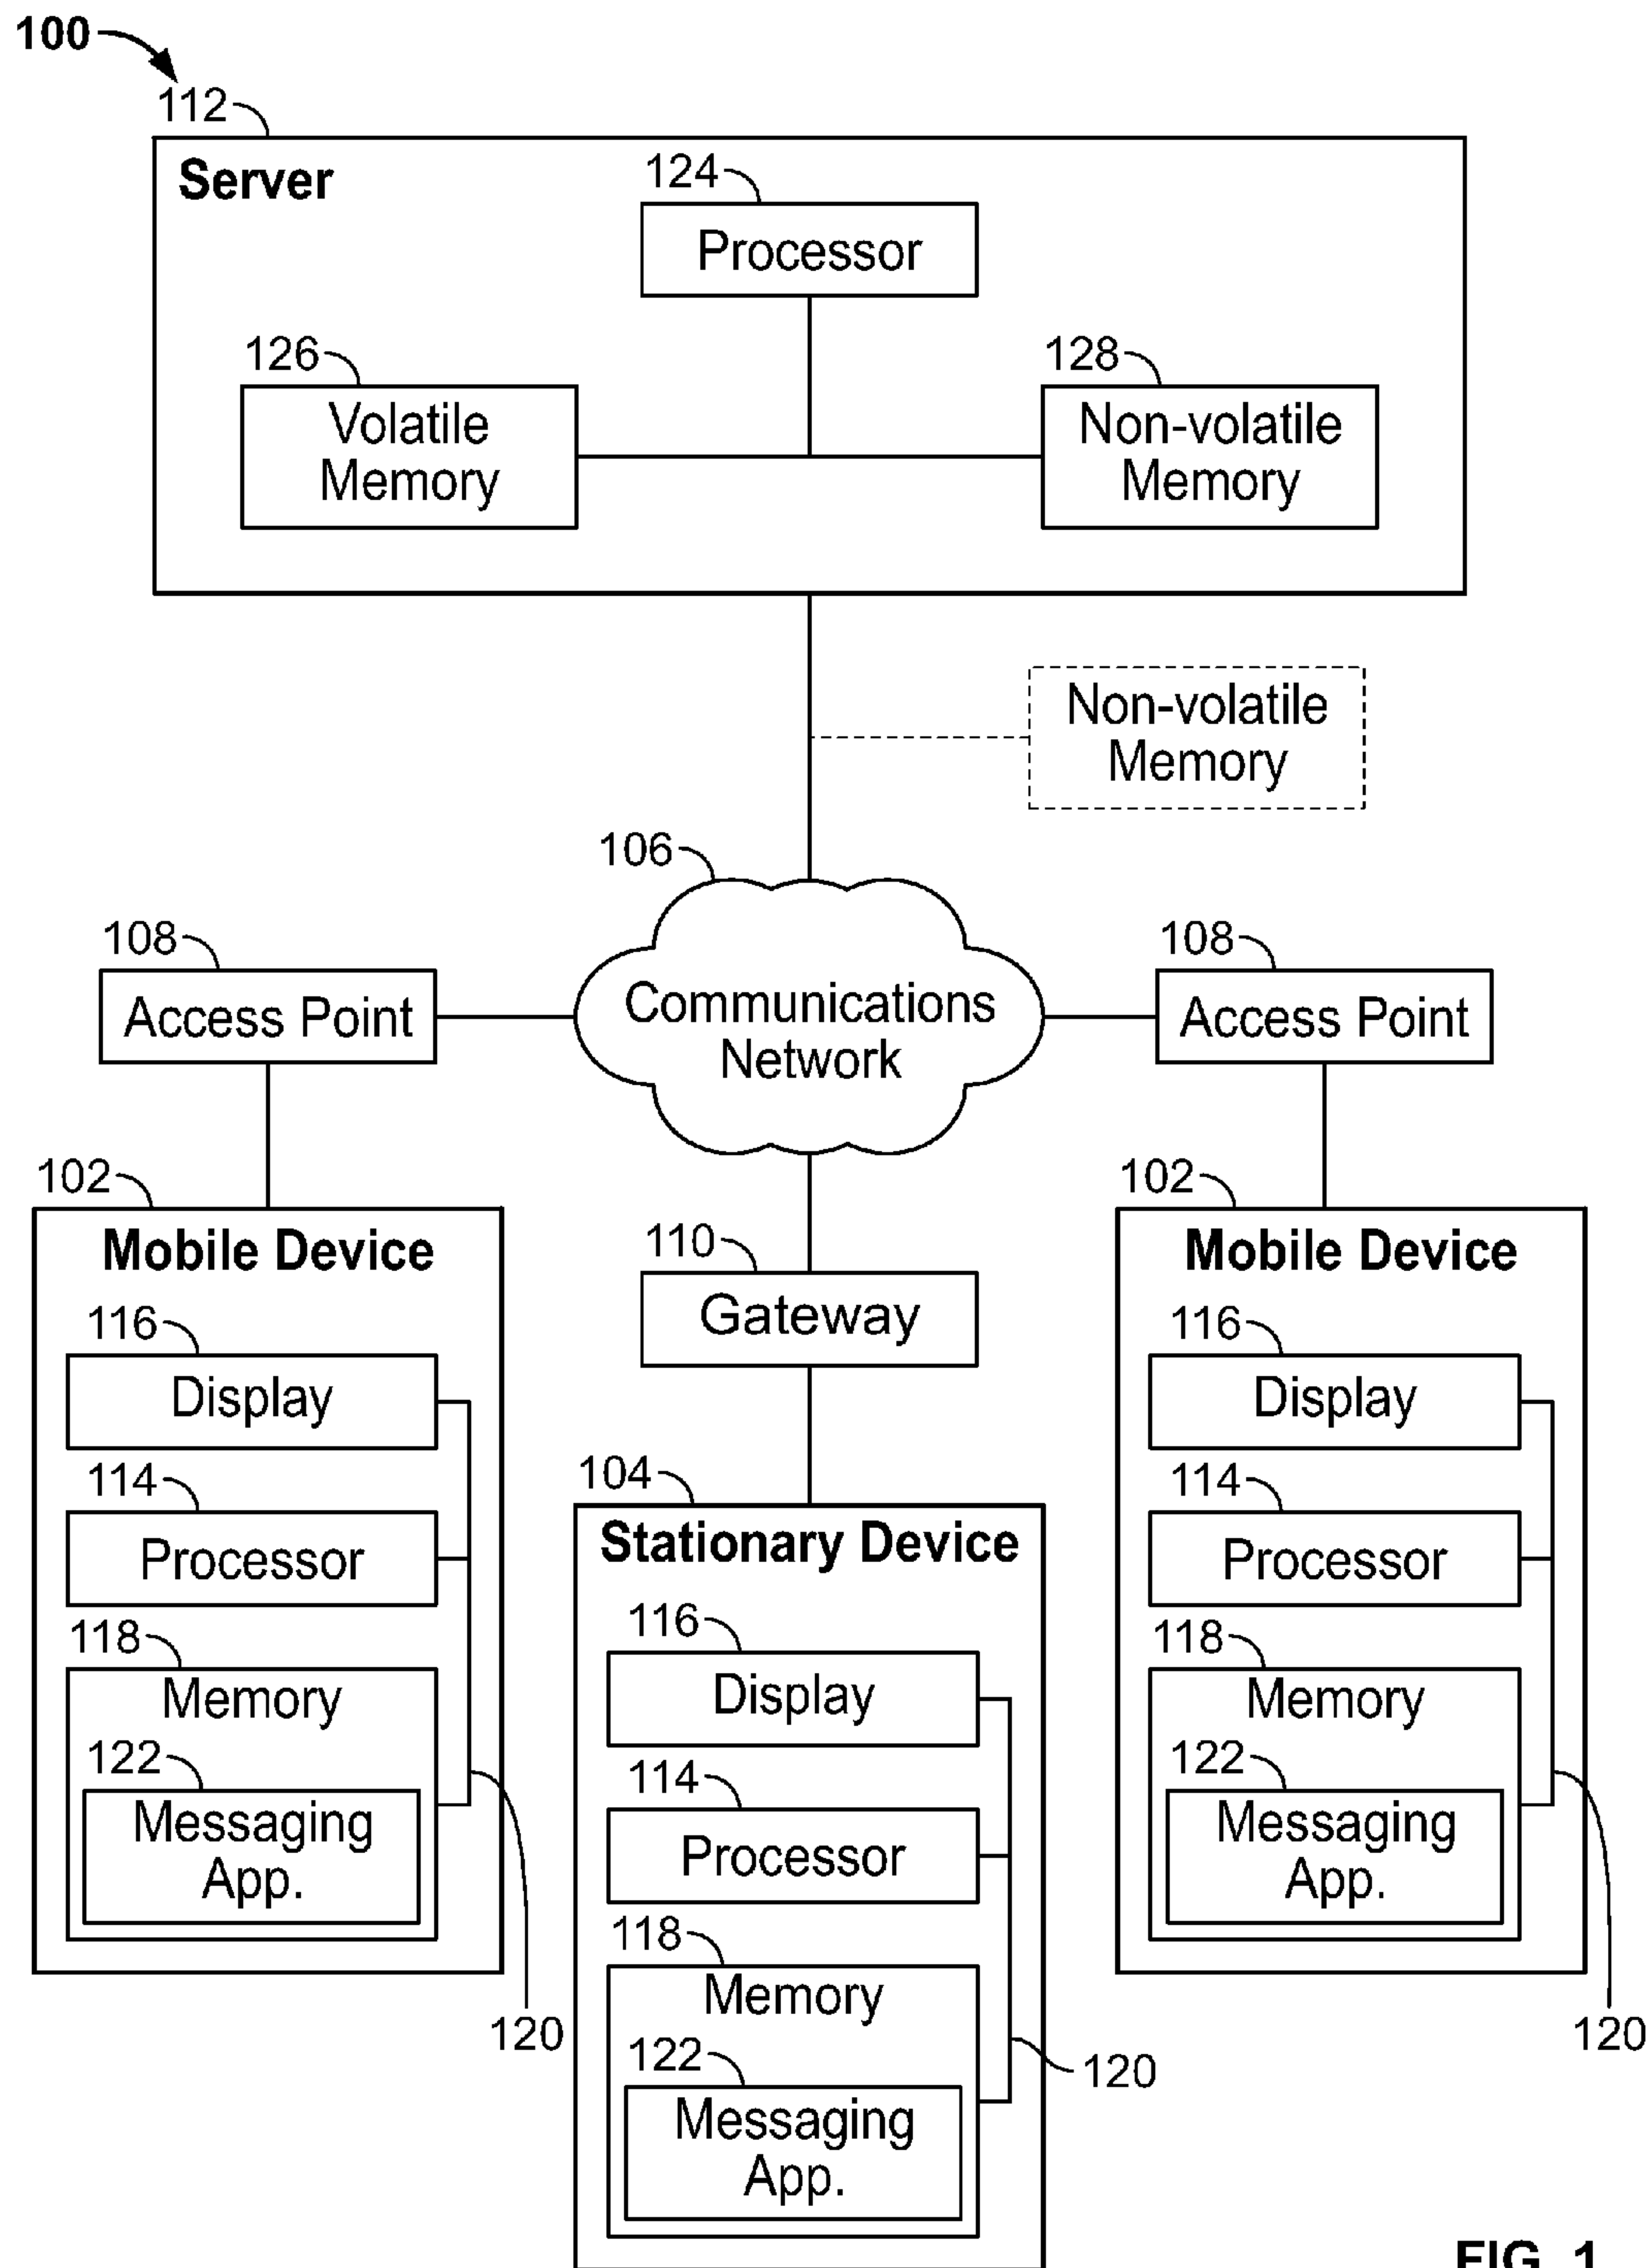 100
112
Server
124
Processor
126
Volatile
Memory
128
Non-volatile
Memory
Non-volatile
Memory
106
Communications
Network
108
Access Point
108
Access Point
102
Mobile Device
116
Display
114
Processor
118
Memory
122
Messaging
App.
120
110
Gateway
104
Stationary Device
116
Display
114
Processor
118
Memory
122
Messaging
App.
120
102
Mobile Device
116
Display
114
Processor
118
Memory
122
Messaging
App.
120
FIG. 1